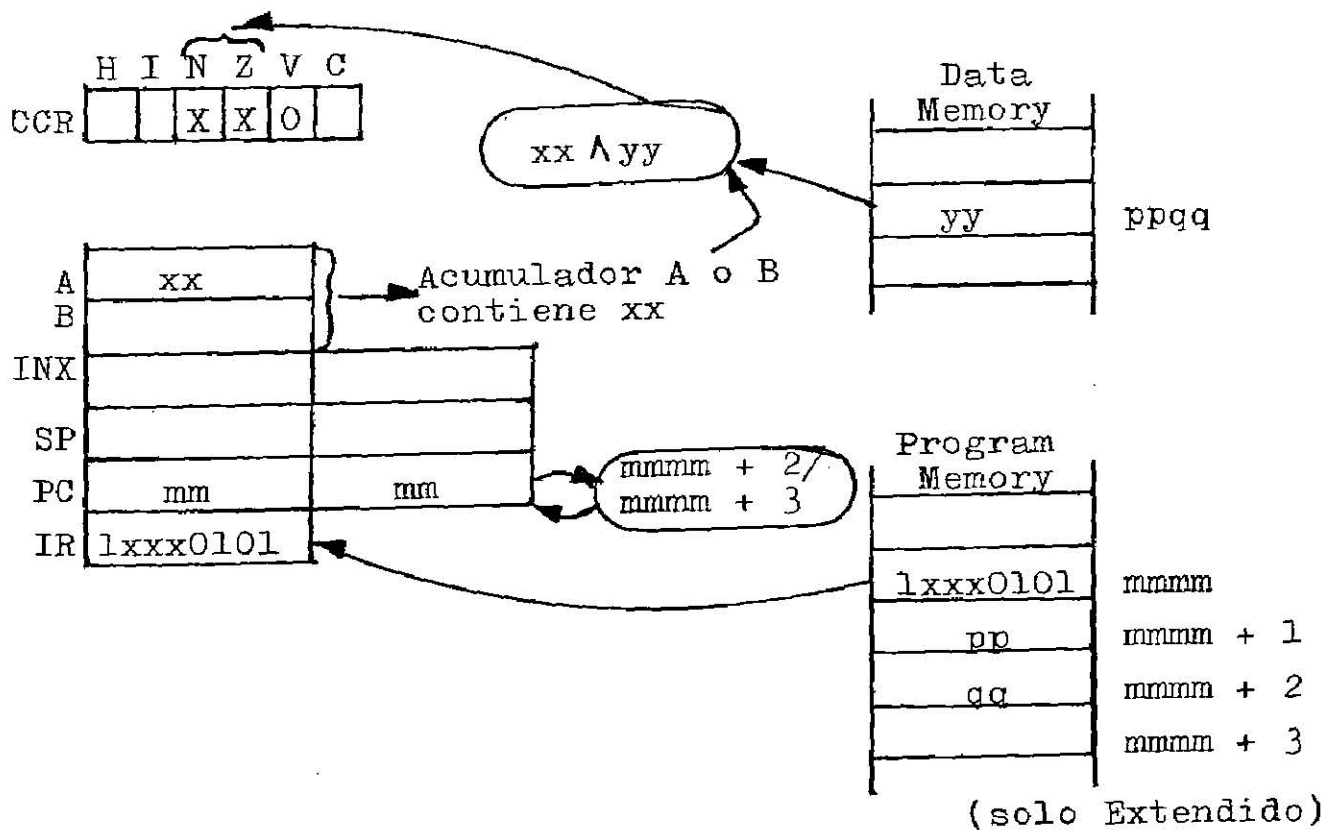 H I N Z V C
CCR X X 0
xx ∧ yy
Data
Memory
yy ppqq
A xx
B
Acumulador A o B
contiene xx
INX
SP
PC mm mm
mmmm + 2/
mmmm + 3
IR 1xxx0101
Program
Memory
1xxx0101 mmmm
pp mmmm + 1
qq mmmm + 2
mmmm + 3
(solo Extendido)